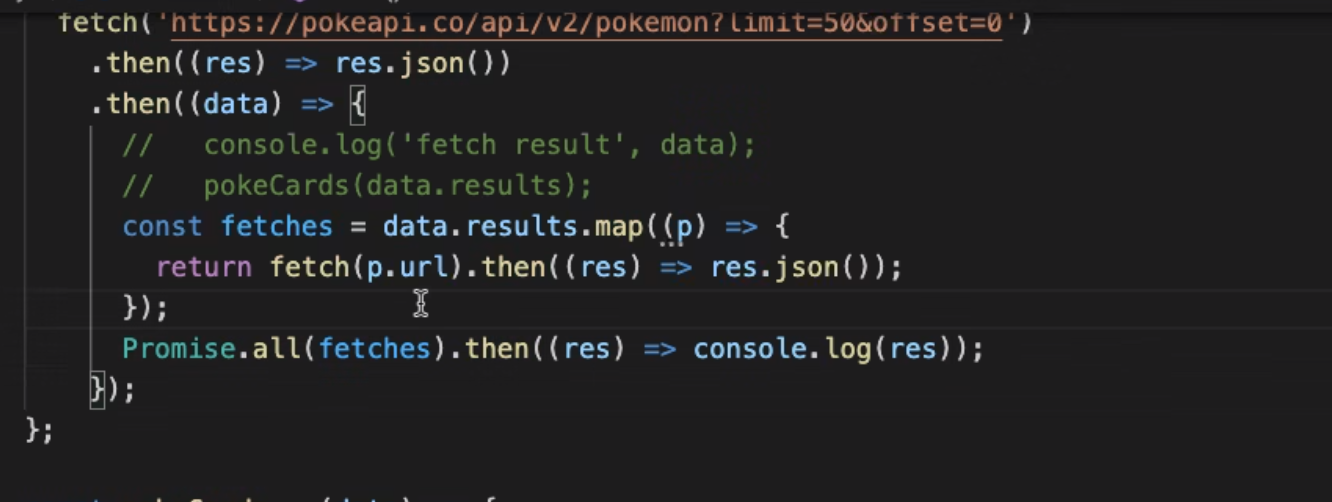 fetch('https://pokeapi.co/api/v2/pokemon?limit=50&offset=0')
.then((res) => res.json())
.then((data) => {
//   console.log('fetch result', data);
//   pokeCards(data.results);
const fetches = data.results.map((p) => {
return fetch(p.url).then((res) => res.json());
});
Promise.all(fetches).then((res) => console.log(res));
});
};